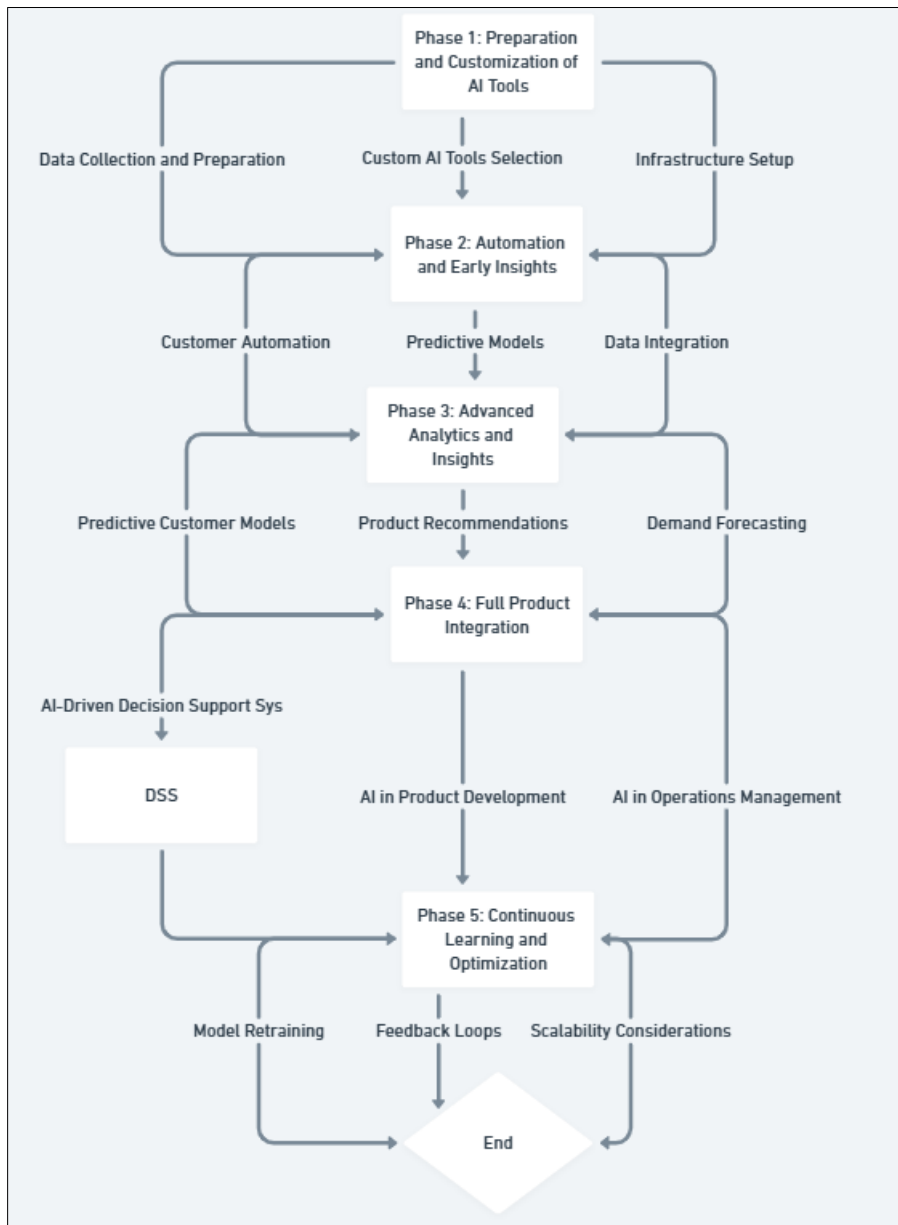 Phase 1: Preparation
and Customization of
AI Tools
Data Collection and Preparation
Custom AI Tools Selection
Infrastructure Setup
Phase 2: Automation
and Early Insights
Customer Automation
Predictive Models
Data Integration
Phase 3: Advanced
Analytics and
Insights
Predictive Customer Models
Product Recommendations
Demand Forecasting
Phase 4: Full Product
Integration
AI-Driven Decision Support Sys
DSS
AI in Product Development
AI in Operations Management
Phase 5: Continuous
Learning and
Optimization
Model Retraining
Feedback Loops
Scalability Considerations
End